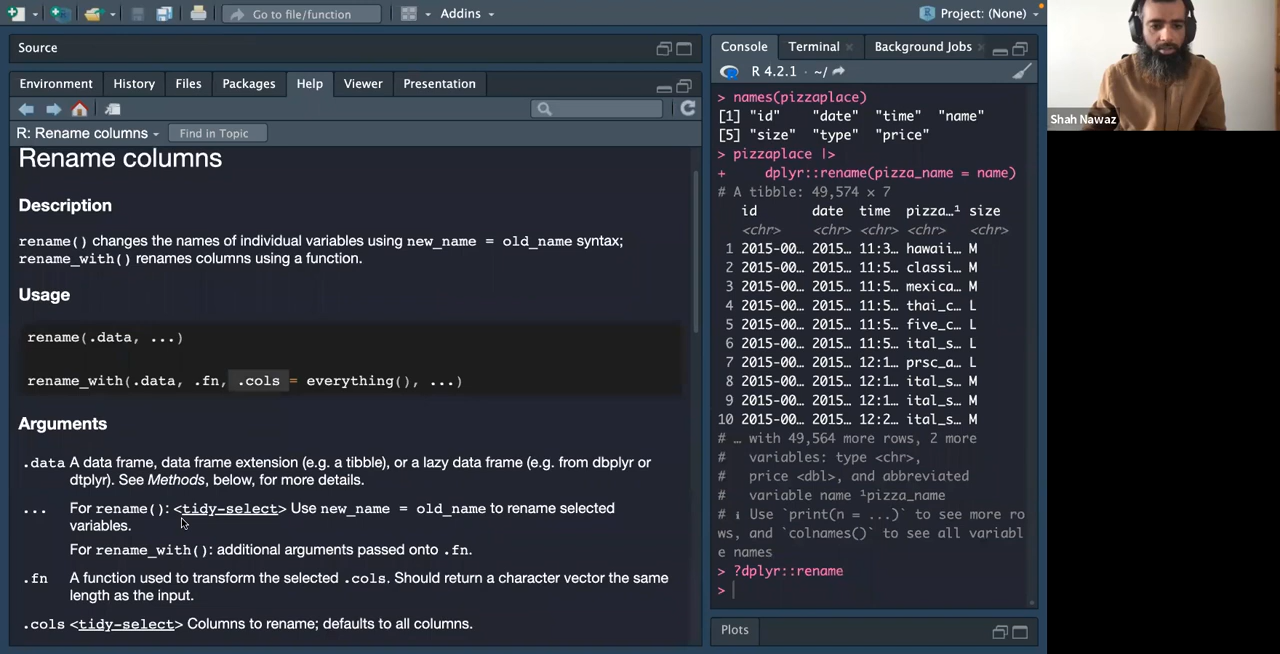 Go to file/function
Addins
Project: (None)
Source
Environment
History
Files
Packages
Help
Viewer
Presentation
R: Rename columns
Find in Topic
Rename columns
Description
rename() changes the names of individual variables using new_name = old_name syntax;
rename_with() renames columns using a function.
Usage
rename(.data, ...)
rename_with(.data, .fn, .cols = everything(), ...)
Arguments
.data A data frame, data frame extension (e.g. a tibble), or a lazy data frame (e.g. from dbplyr or
dtplyr). See Methods, below, for more details.
... For rename(): <tidy-select> Use new_name = old_name to rename selected
variables.
For rename_with(): additional arguments passed onto .fn.
.fn A function used to transform the selected .cols. Should return a character vector the same
length as the input.
.cols <tidy-select> Columns to rename; defaults to all columns.
Console
Terminal
Background Jobs
R 4.2.1 · ~/
> names(pizzaplace)
[1] "id" "date" "time" "name"
[5] "size" "type" "price"
> pizzaplace |>
+ dplyr::rename(pizza_name = name)
# A tibble: 49,574 × 7
id date time pizza…¹ size
<chr> <chr> <chr> <chr> <chr>
1 2015-00… 2015… 11:3… hawaii… M
2 2015-00… 2015… 11:5… classi… M
3 2015-00… 2015… 11:5… mexica… M
4 2015-00… 2015… 11:5… thai_c… L
5 2015-00… 2015… 11:5… five_c… L
6 2015-00… 2015… 11:5… ital_s… L
7 2015-00… 2015… 12:1… prsc_a… L
8 2015-00… 2015… 12:1… ital_s… M
9 2015-00… 2015… 12:1… ital_s… M
10 2015-00… 2015… 12:2… ital_s… M
# … with 49,564 more rows, 2 more
# variables: type <chr>,
# price <dbl>, and abbreviated
# variable name ¹pizza_name
# ℹ Use `print(n = ...)` to see more ro
ws, and `colnames()` to see all variabl
e names
> ?dplyr::rename
>
Plots
Shah Nawaz